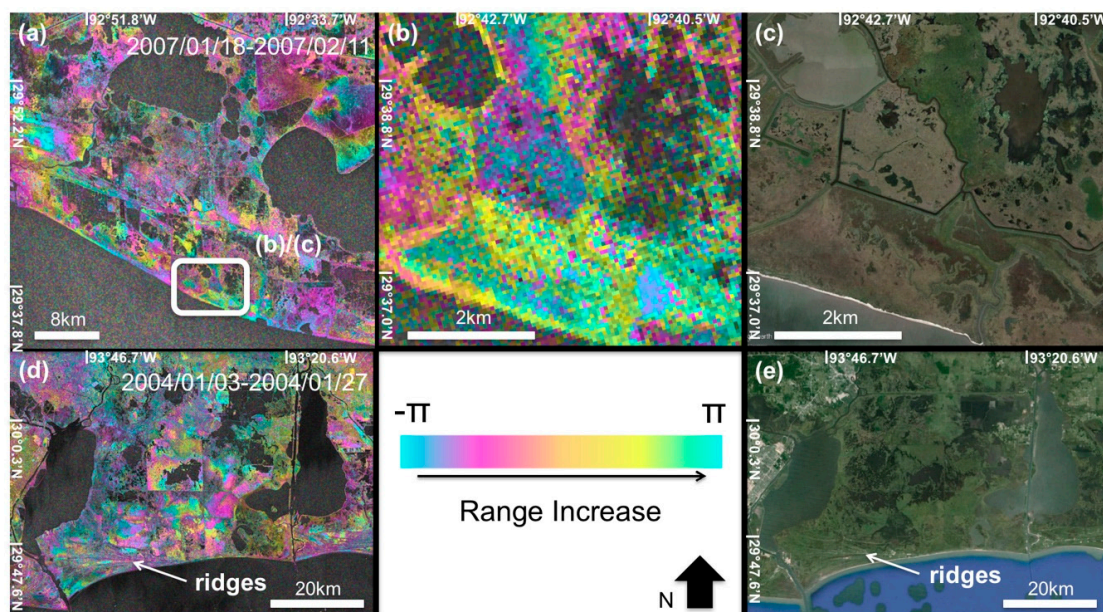 92°51.8'W
92°33.7'W
(a)
2007/01/18-2007/02/11
29°52.2'N
29°37.8'N
(b)/(c)
8km
92°42.7'W
92°40.5'W
(b)
29°38.8'N
29°37.0'N
2km
92°42.7'W
92°40.5'W
(c)
29°38.8'N
29°37.0'N
2km
93°46.7'W
93°20.6'W
(d)
2004/01/03-2004/01/27
30°0.3'N
29°47.6'N
ridges
20km
-π
π
Range Increase
N
93°46.7'W
93°20.6'W
(e)
30°0.3'N
29°47.6'N
ridges
20km